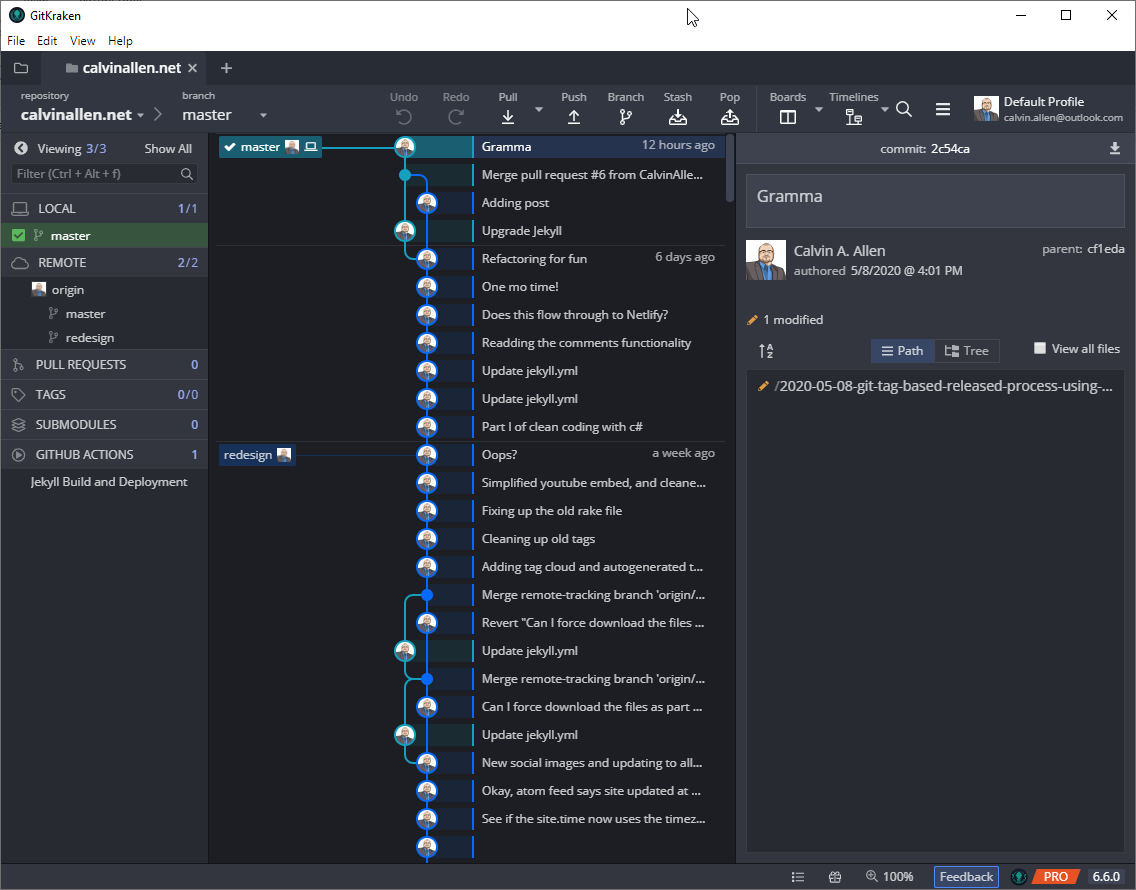 GitKraken
File Edit View Help
calvinallen.net
repository
calvinallen.net
branch
master
Undo
Redo
Pull
Push
Branch
Stash
Pop
Boards
Timelines
Default Profile
calvin.allen@outlook.com
Viewing 3/3
Show All
Filter (Ctrl + Alt + f)
LOCAL 1/1
master
REMOTE 2/2
origin
master
redesign
PULL REQUESTS 0
TAGS 0/0
SUBMODULES 0
GITHUB ACTIONS 1
Jekyll Build and Deployment
master
Gramma 12 hours ago
Merge pull request #6 from CalvinAlle...
Adding post
Upgrade Jekyll
Refactoring for fun 6 days ago
One mo time!
Does this flow through to Netlify?
Readding the comments functionality
Update jekyll.yml
Update jekyll.yml
Part I of clean coding with c#
redesign
Oops? a week ago
Simplified youtube embed, and cleane...
Fixing up the old rake file
Cleaning up old tags
Adding tag cloud and autogenerated t...
Merge remote-tracking branch 'origin/...
Revert "Can I force download the files ...
Update jekyll.yml
Merge remote-tracking branch 'origin/...
Can I force download the files as part ...
Update jekyll.yml
New social images and updating to all...
Okay, atom feed says site updated at ...
See if the site.time now uses the timez...
commit: 2c54ca
Gramma
Calvin A. Allen
authored 5/8/2020 @ 4:01 PM
parent: cf1eda
1 modified
Path
Tree
View all files
/2020-05-08-git-tag-based-released-process-using-...
100%
Feedback
PRO
6.6.0